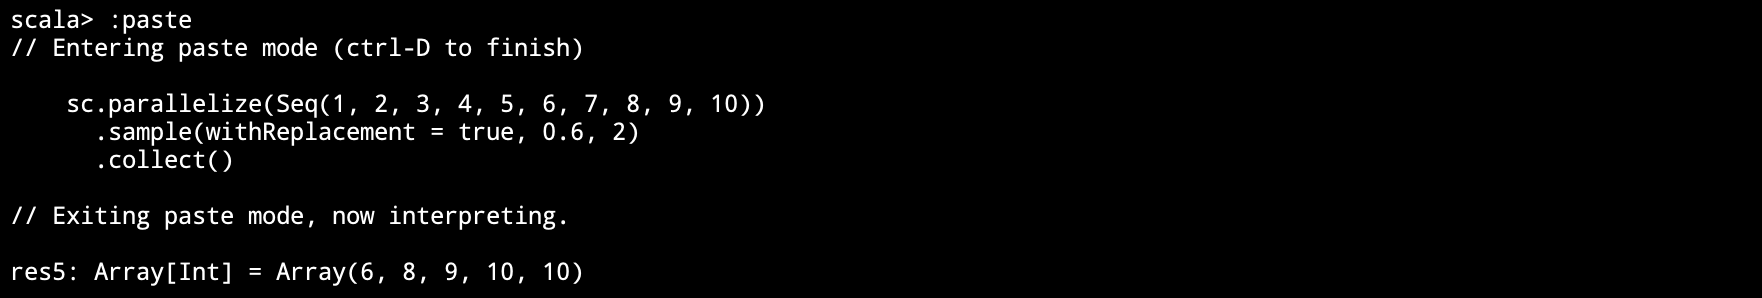 scala> :paste
// Entering paste mode (ctrl-D to finish)
sc.parallelize(Seq(1, 2, 3, 4, 5, 6, 7, 8, 9, 10))
.sample(withReplacement = true, 0.6, 2)
.collect()
// Exiting paste mode, now interpreting.
res5: Array[Int] = Array(6, 8, 9, 10, 10)